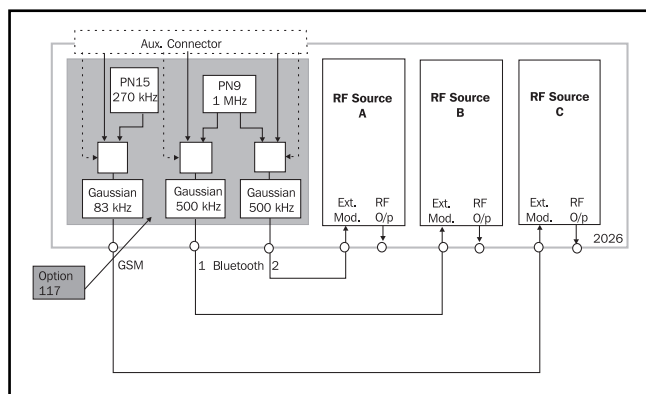 Aux. Connector
PN15
270 kHz
PN9
1 MHz
RF Source
A
RF Source
B
RF Source
C
Gaussian
83 kHz
Gaussian
500 kHz
Gaussian
500 kHz
Ext.
Mod.
RF
O/p
Ext.
Mod.
RF
O/p
Ext.
Mod.
RF
O/p
2026
GSM
1 Bluetooth 2
Option
117